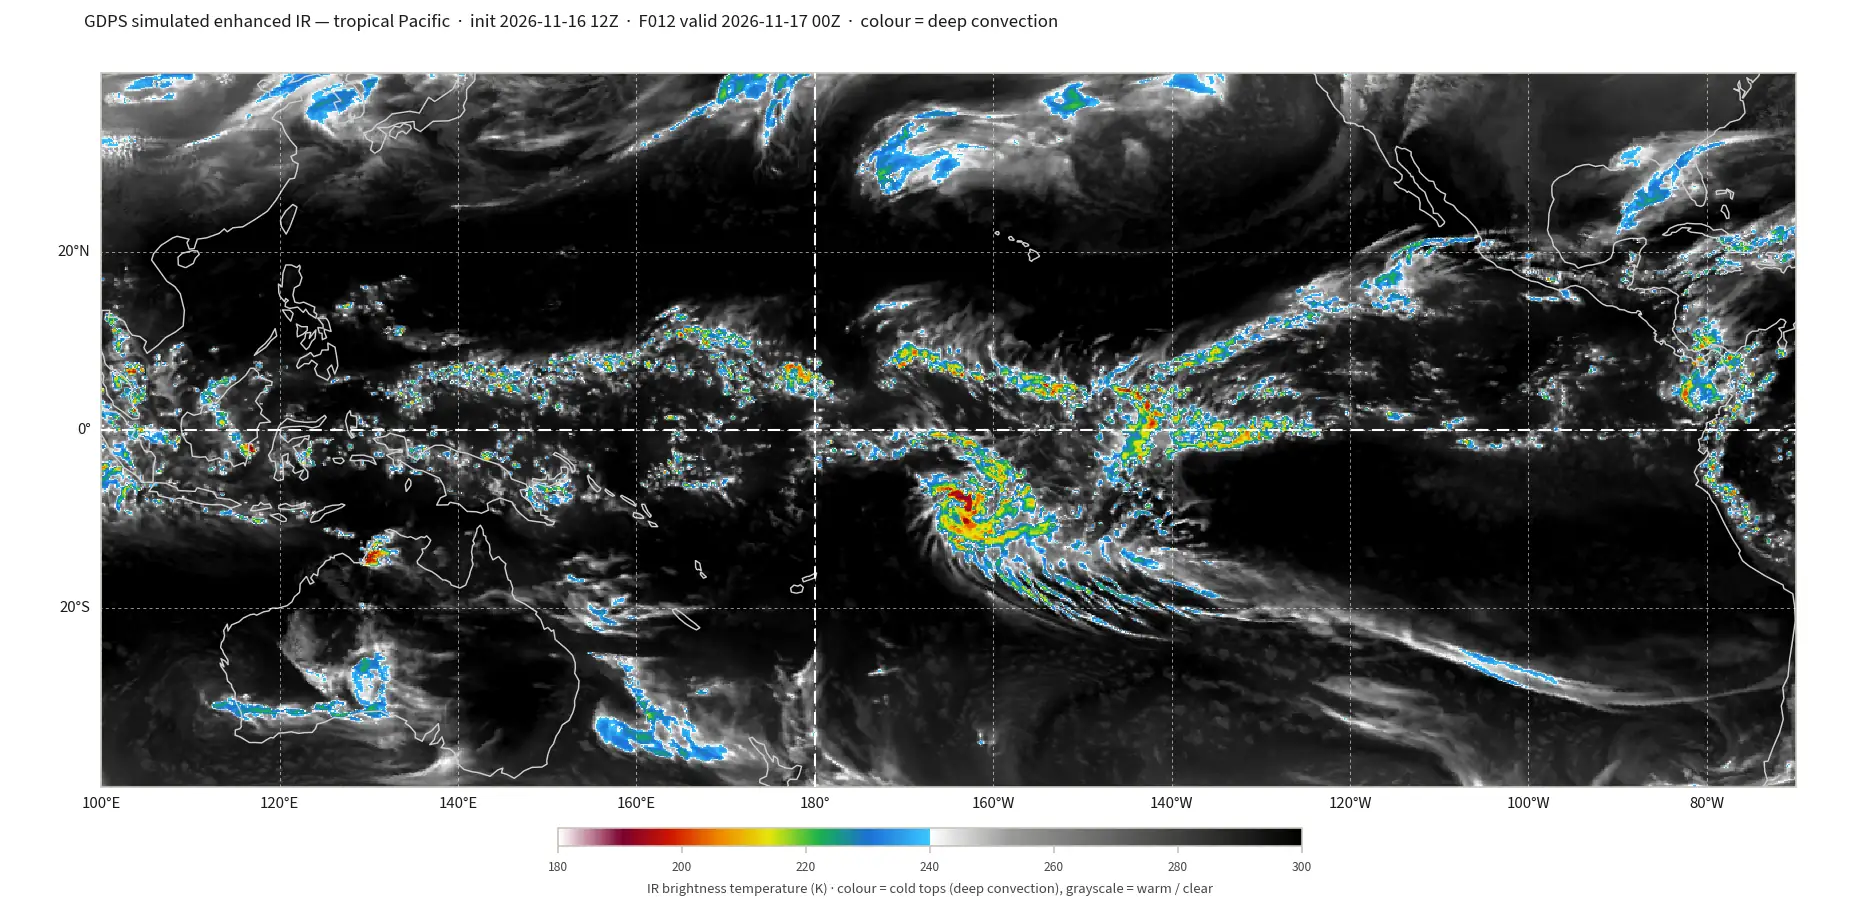 GDPS simulated enhanced IR — tropical Pacific · init 2026-11-16 12Z · F012 valid 2026-11-17 00Z · colour = deep convection
20°N
0°
20°S
100°E 120°E 140°E 160°E 180° 160°W 140°W 120°W 100°W 80°W
180 200 220 240 260 280 300
IR brightness temperature (K) · colour = cold tops (deep convection), grayscale = warm / clear